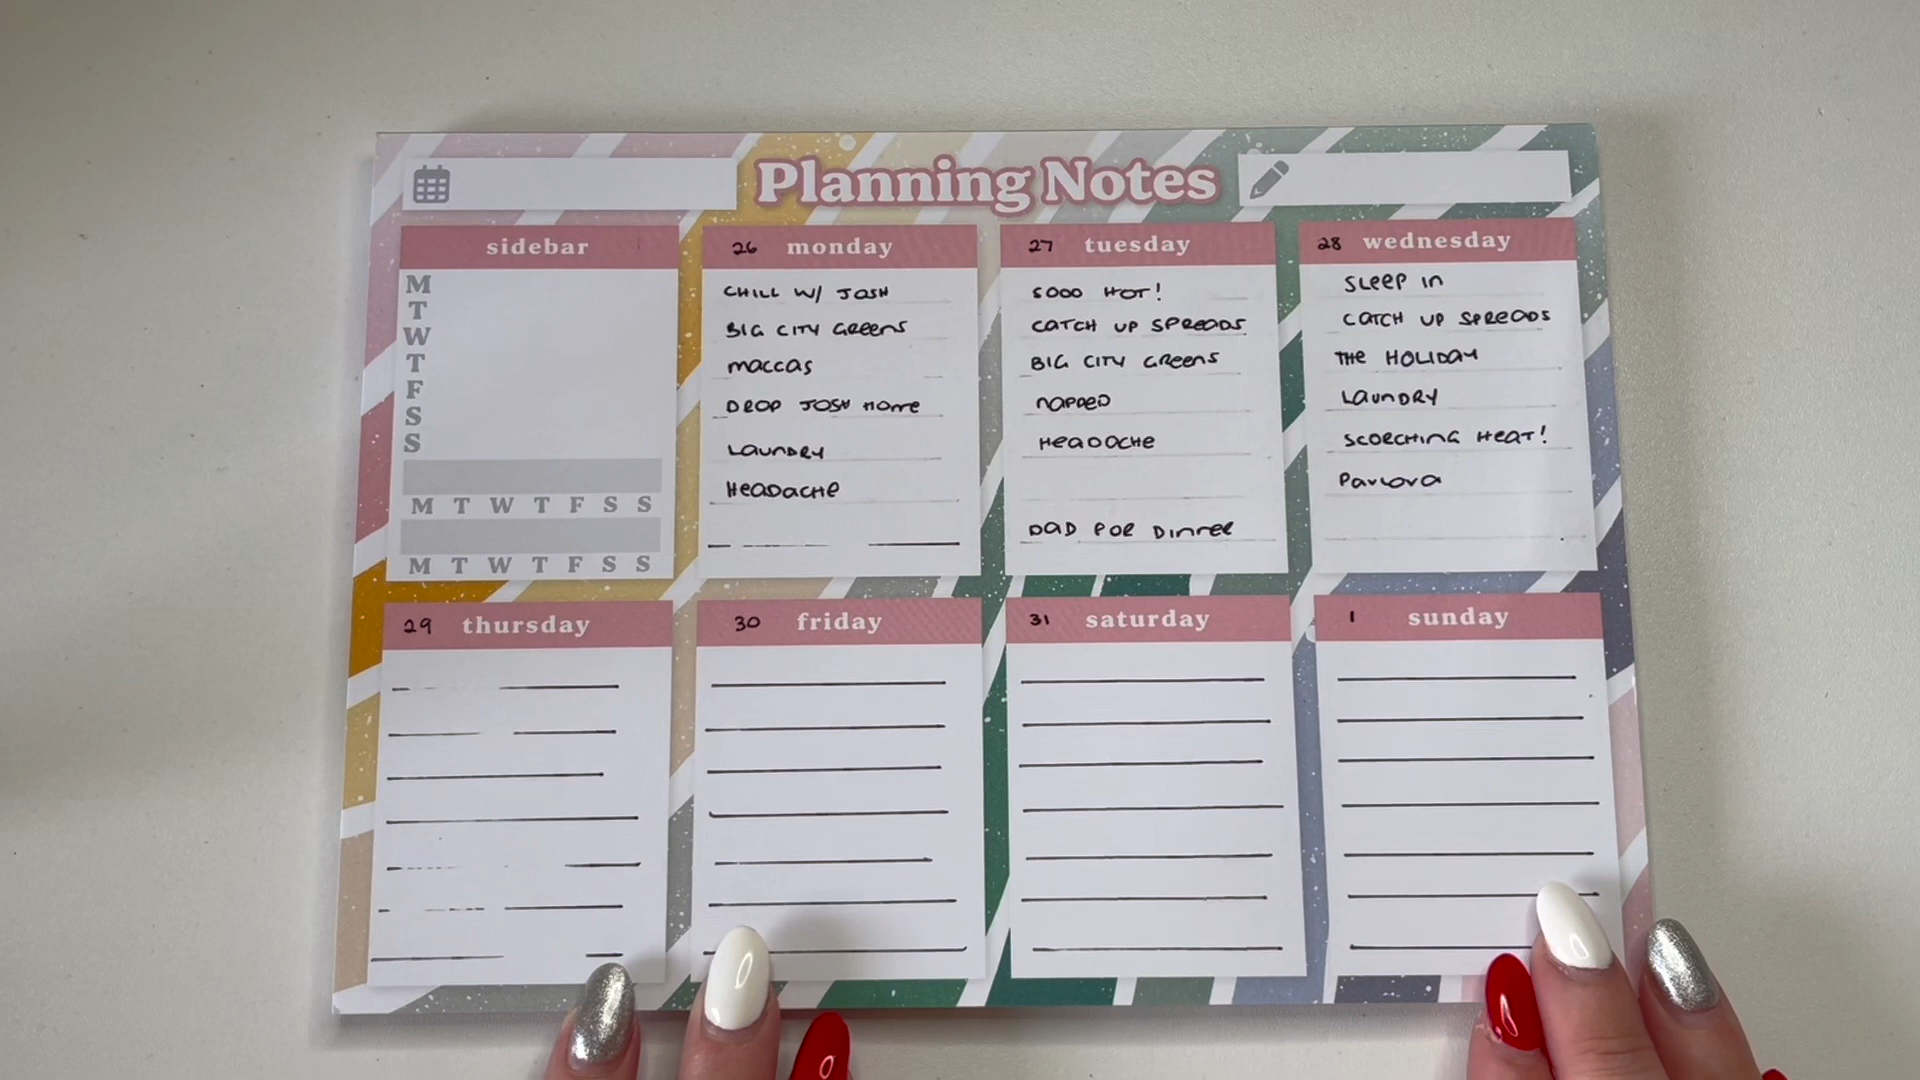 Planning Notes
sidebar
M
T
W
T
F
S
S
M T W T F S S
M T W T F S S
26 monday
CHILL W/ JOSH
BIG CITY GREENS
MACCAS
DROP JOSH HOME
LAUNDRY
HEADACHE
27 tuesday
SOOO HOT!
CATCH UP SPREADS
BIG CITY GREENS
NAPPED
HEADACHE
DAD FOR DINNER
28 wednesday
SLEEP IN
CATCH UP SPREADS
THE HOLIDAY
LAUNDRY
SCORCHING HEAT!
PAVLOVA
29 thursday
30 friday
31 saturday
1 sunday